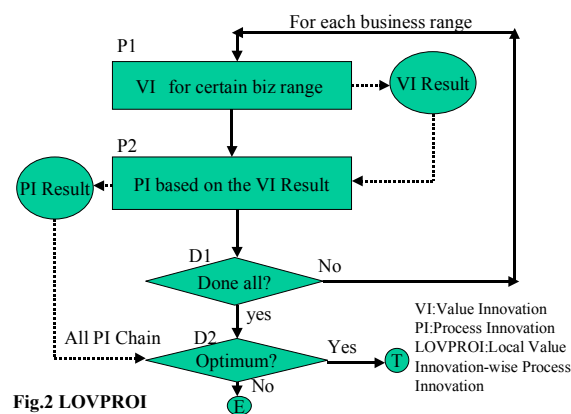 For each business range
P1
VI for certain biz range
VI Result
P2
PI based on the VI Result
PI Result
D1
Done all?
No
yes
All PI Chain
D2
Optimum?
Yes
T
No
E
VI:Value Innovation
PI:Process Innovation
LOVPROI:Local Value
Innovation-wise Process
Innovation
Fig.2 LOVPROI